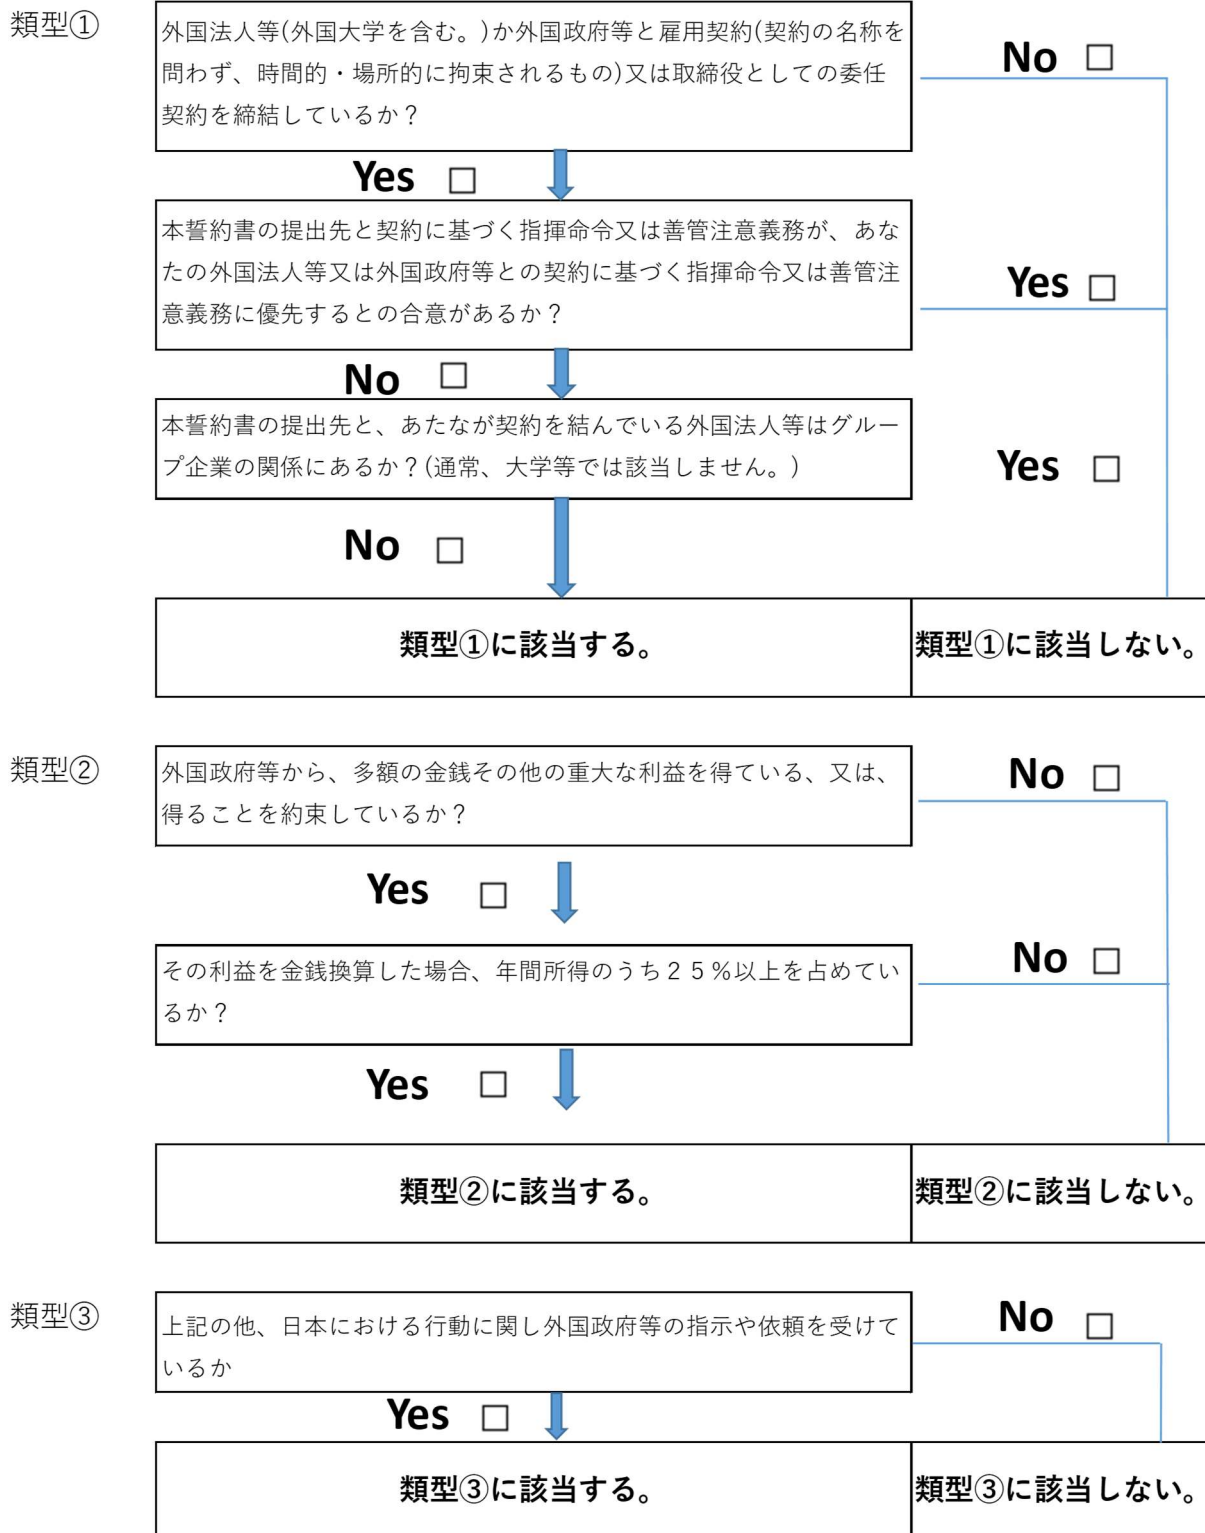 類型①
外国法人等(外国大学を含む。)か外国政府等と雇用契約(契約の名称を
問わず、時間的・場所的に拘束されるもの)又は取締役としての委任
契約を締結しているか？
No □
Yes □
本誓約書の提出先と契約に基づく指揮命令又は善管注意義務が、あな
たの外国法人等又は外国政府等との契約に基づく指揮命令又は善管注
意義務に優先するとの合意があるか？
Yes □
No □
本誓約書の提出先と、あたなが契約を結んでいる外国法人等はグルー
プ企業の関係にあるか？(通常、大学等では該当しません。)
Yes □
No □
類型①に該当する。
類型①に該当しない。
類型②
外国政府等から、多額の金銭その他の重大な利益を得ている、又は、
得ることを約束しているか？
No □
Yes □
その利益を金銭換算した場合、年間所得のうち２５％以上を占めてい
るか？
No □
Yes □
類型②に該当する。
類型②に該当しない。
類型③
上記の他、日本における行動に関し外国政府等の指示や依頼を受けて
いるか
No □
Yes □
類型③に該当する。
類型③に該当しない。